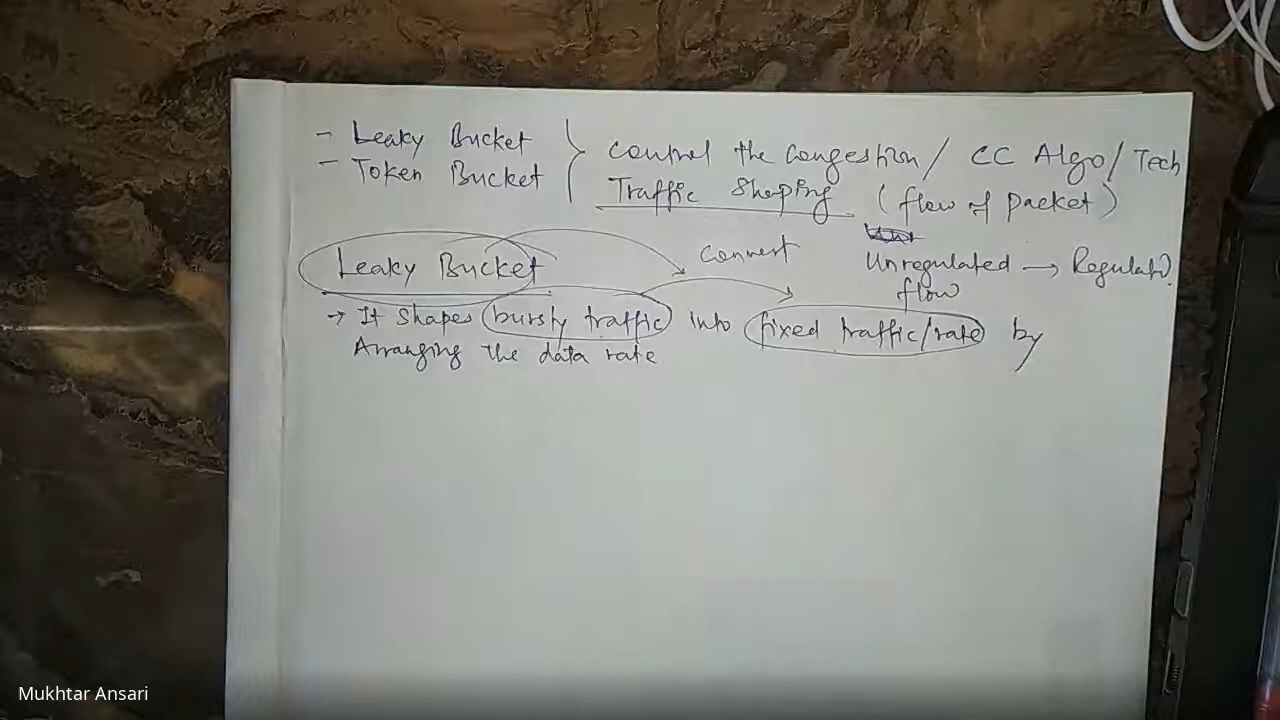 - Leaky Bucket
- Token Bucket
control the congestion / CC Algo/Tech
Traffic Shaping (flow of packet)
Leaky Bucket
convert
Unregulated → Regulated
flow
→ It shapes bursty traffic into fixed traffic/rate by
Arranging the data rate
Mukhtar Ansari